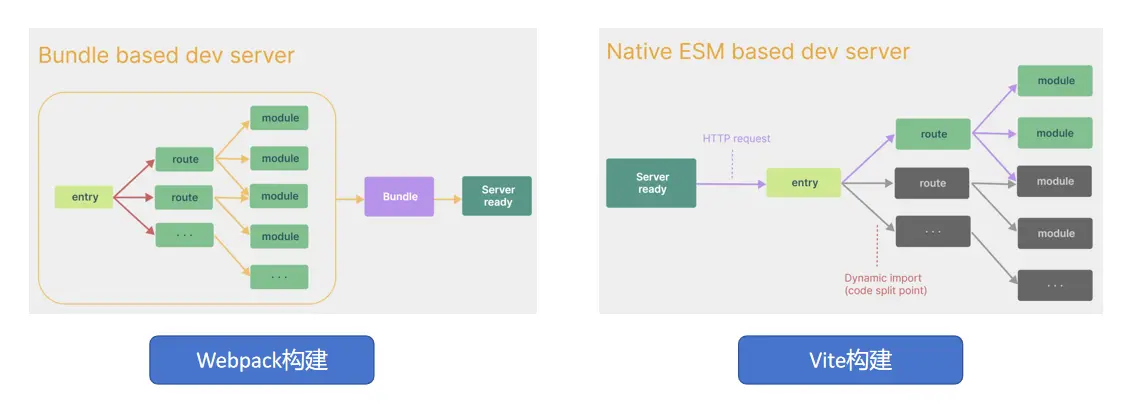 Bundle based dev server
module
route
module
entry
route
module
Bundle
Server
ready
· · ·
module
· · ·
Webpack构建
Native ESM based dev server
module
HTTP request
route
module
Server
ready
entry
route
module
· · ·
module
Dynamic import
(code split point)
· · ·
Vite构建